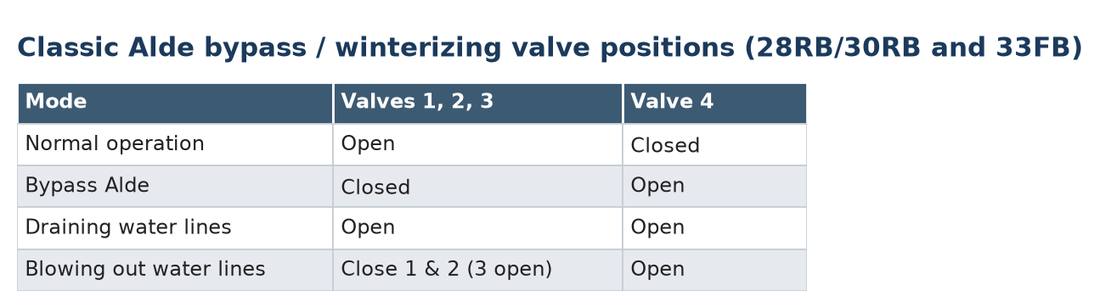 Classic Alde bypass / winterizing valve positions (28RB/30RB and 33FB)
Mode Valves 1, 2, 3 Valve 4
Normal operation Open Closed
Bypass Alde Closed Open
Draining water lines Open Open
Blowing out water lines Close 1 & 2 (3 open) Open